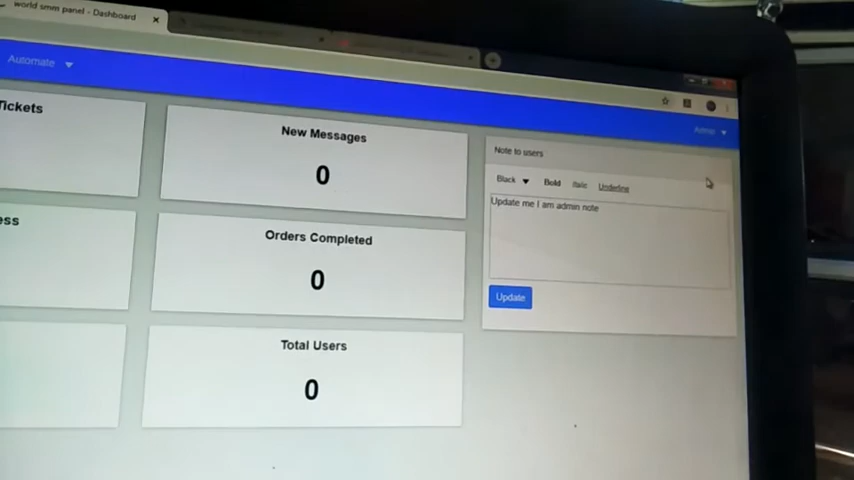 world smm panel - Dashboard
Automate
Admin
Tickets
New Messages
0
Note to users
Black Bold Italic Underline
Update me I am admin note
ess
Orders Completed
0
Update
Total Users
0